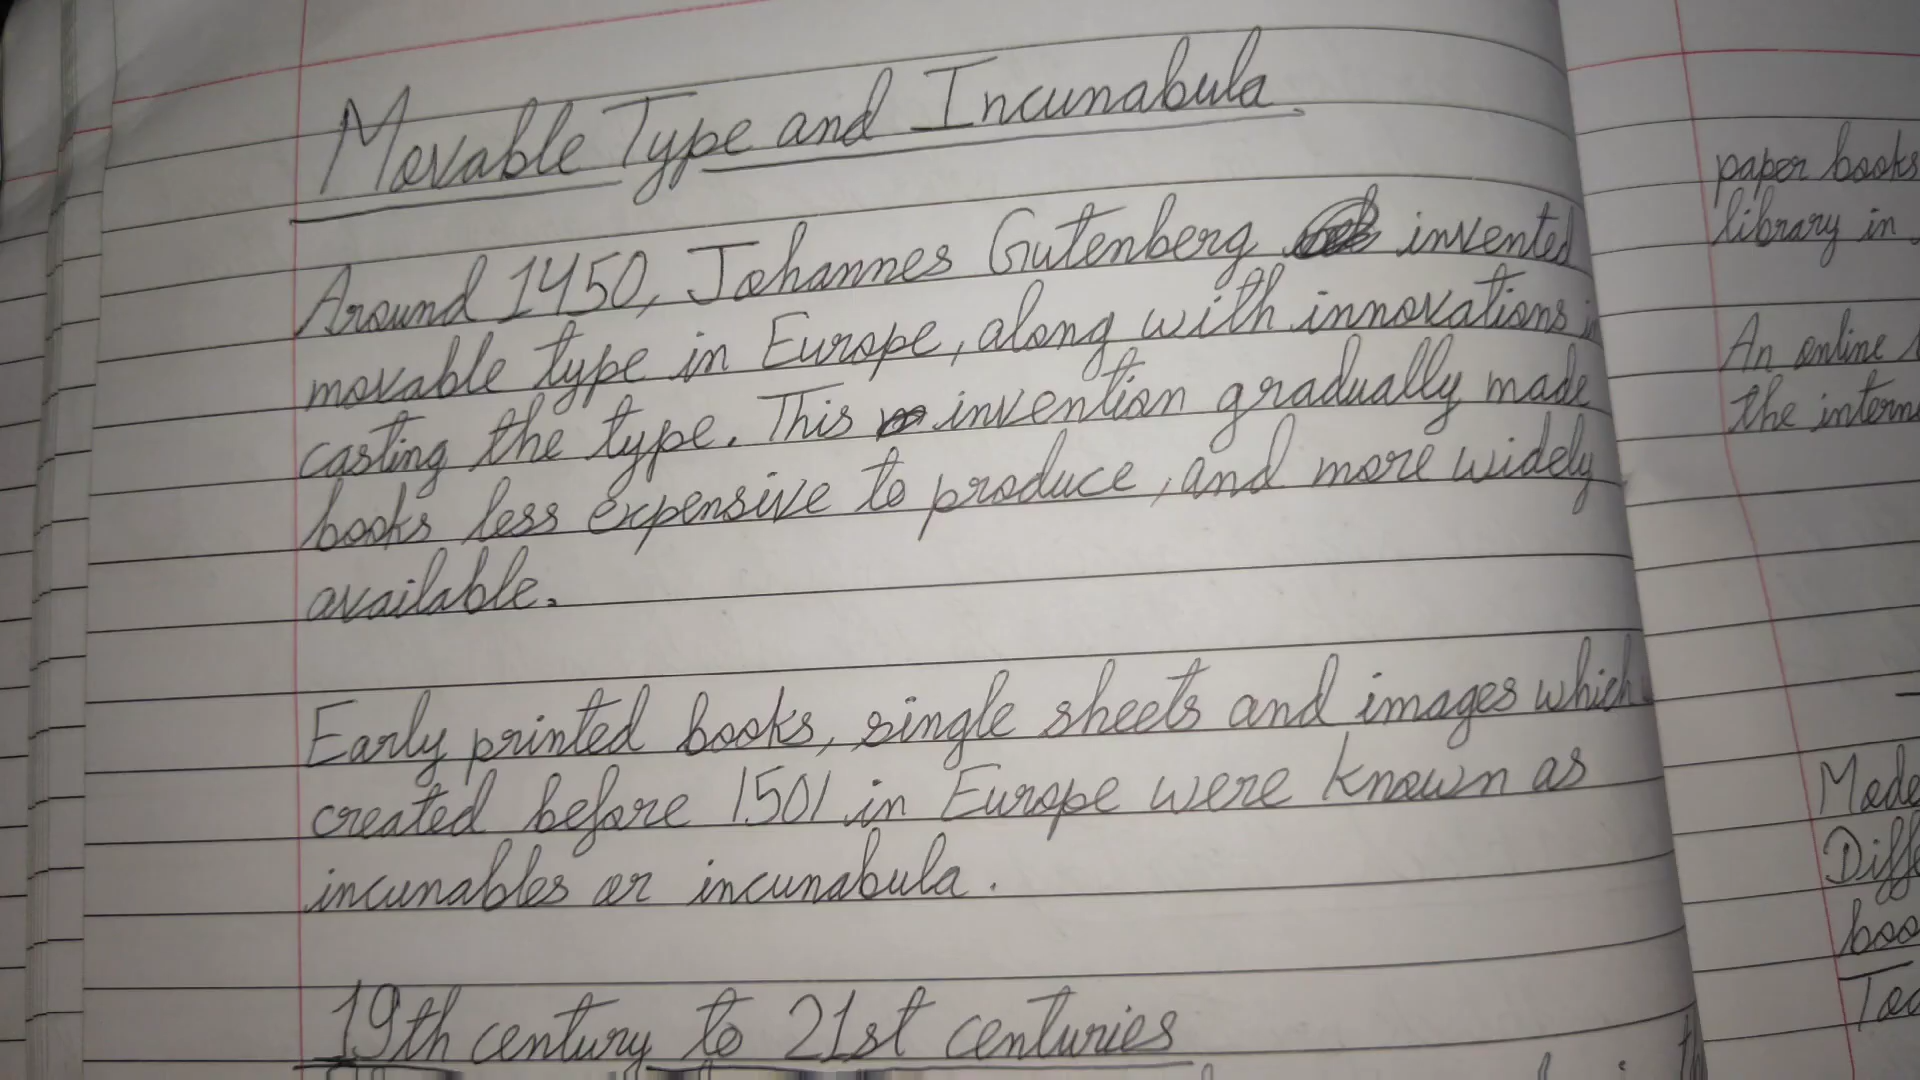 Movable Type and Incunabula.
Around 1450, Johannes Gutenberg invented
movable type in Europe, along with innovations in
casting the type. This invention gradually made
books less expensive to produce, and more widely
available.
Early printed books, single sheets and images which
created before 1501 in Europe were known as
incunables or incunabula.
19th century to 21st centuries
paper books
library in
An online
the intern
Made
Diffe
boo